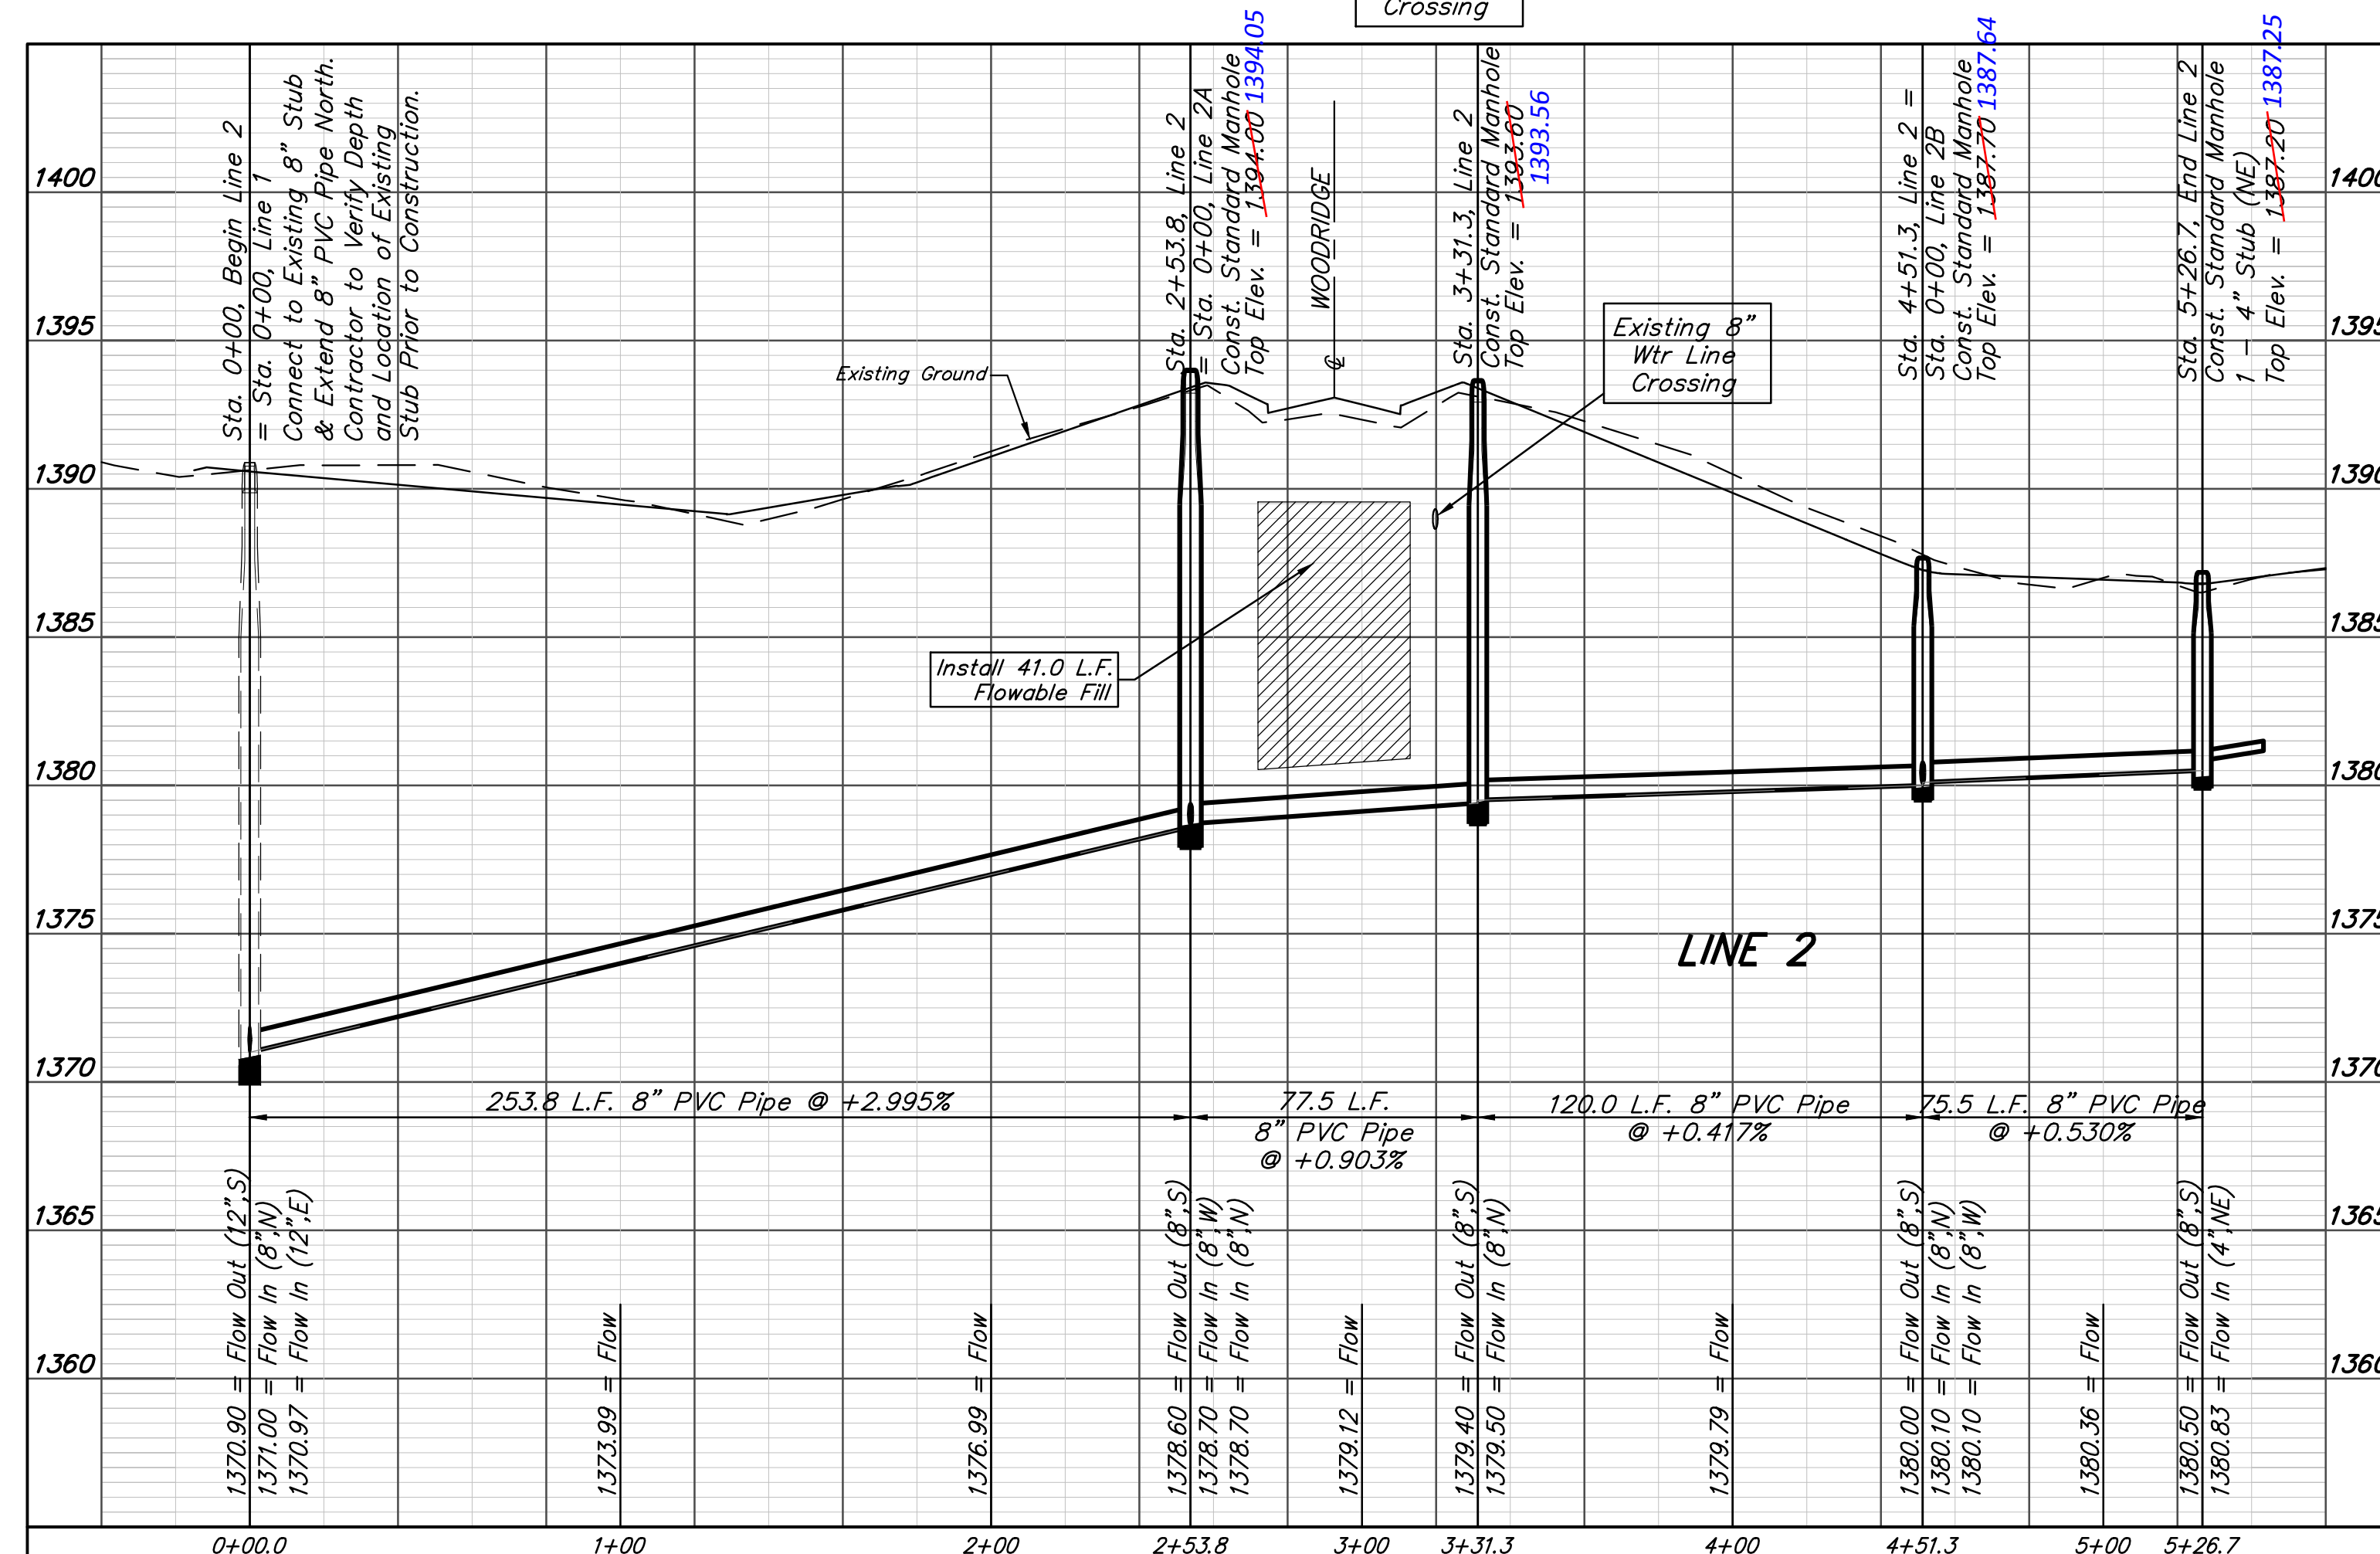 Crossing
Sta. 0+00, Begin Line 2
= Sta. 0+00, Line 1
Connect to Existing 8" Stub
& Extend 8" PVC Pipe North.
Contractor to Verify Depth
and Location of Existing
Stub Prior to Construction.
Sta. 2+53.8, Line 2
= Sta. 0+00, Line 2A
Const. Standard Manhole
Top Elev. = 1394.00 1394.05
WOODRIDGE
℄
Sta. 3+31.3, Line 2
Const. Standard Manhole
Top Elev. = 1393.60
1393.56
Sta. 4+51.3, Line 2 =
Sta. 0+00, Line 2B
Const. Standard Manhole
Top Elev. = 1387.70 1387.64
Sta. 5+26.7, End Line 2
Const. Standard Manhole
1 - 4" Stub (NE)
Top Elev. = 1387.20 1387.25
Existing Ground
Existing 8"
Wtr Line
Crossing
Install 41.0 L.F.
Flowable Fill
LINE 2
1400
1395
1390
1385
1380
1375
1370
1365
1360
1400
1395
1390
1385
1380
1375
1370
1365
1360
253.8 L.F. 8" PVC Pipe @ +2.995%
77.5 L.F.
8" PVC Pipe
@ +0.903%
120.0 L.F. 8" PVC Pipe
@ +0.417%
75.5 L.F. 8" PVC Pipe
@ +0.530%
1370.90 = Flow Out (12",S)
1371.00 = Flow In (8",N)
1370.97 = Flow In (12",E)
1373.99 = Flow
1376.99 = Flow
1378.60 = Flow Out (8",S)
1378.70 = Flow In (8",W)
1378.70 = Flow In (8",N)
1379.12 = Flow
1379.40 = Flow Out (8",S)
1379.50 = Flow In (8",N)
1379.79 = Flow
1380.00 = Flow Out (8",S)
1380.10 = Flow In (8",N)
1380.10 = Flow In (8",W)
1380.36 = Flow
1380.50 = Flow Out (8",S)
1380.83 = Flow In (4",NE)
0+00.0 1+00 2+00 2+53.8 3+00 3+31.3 4+00 4+51.3 5+00 5+26.7